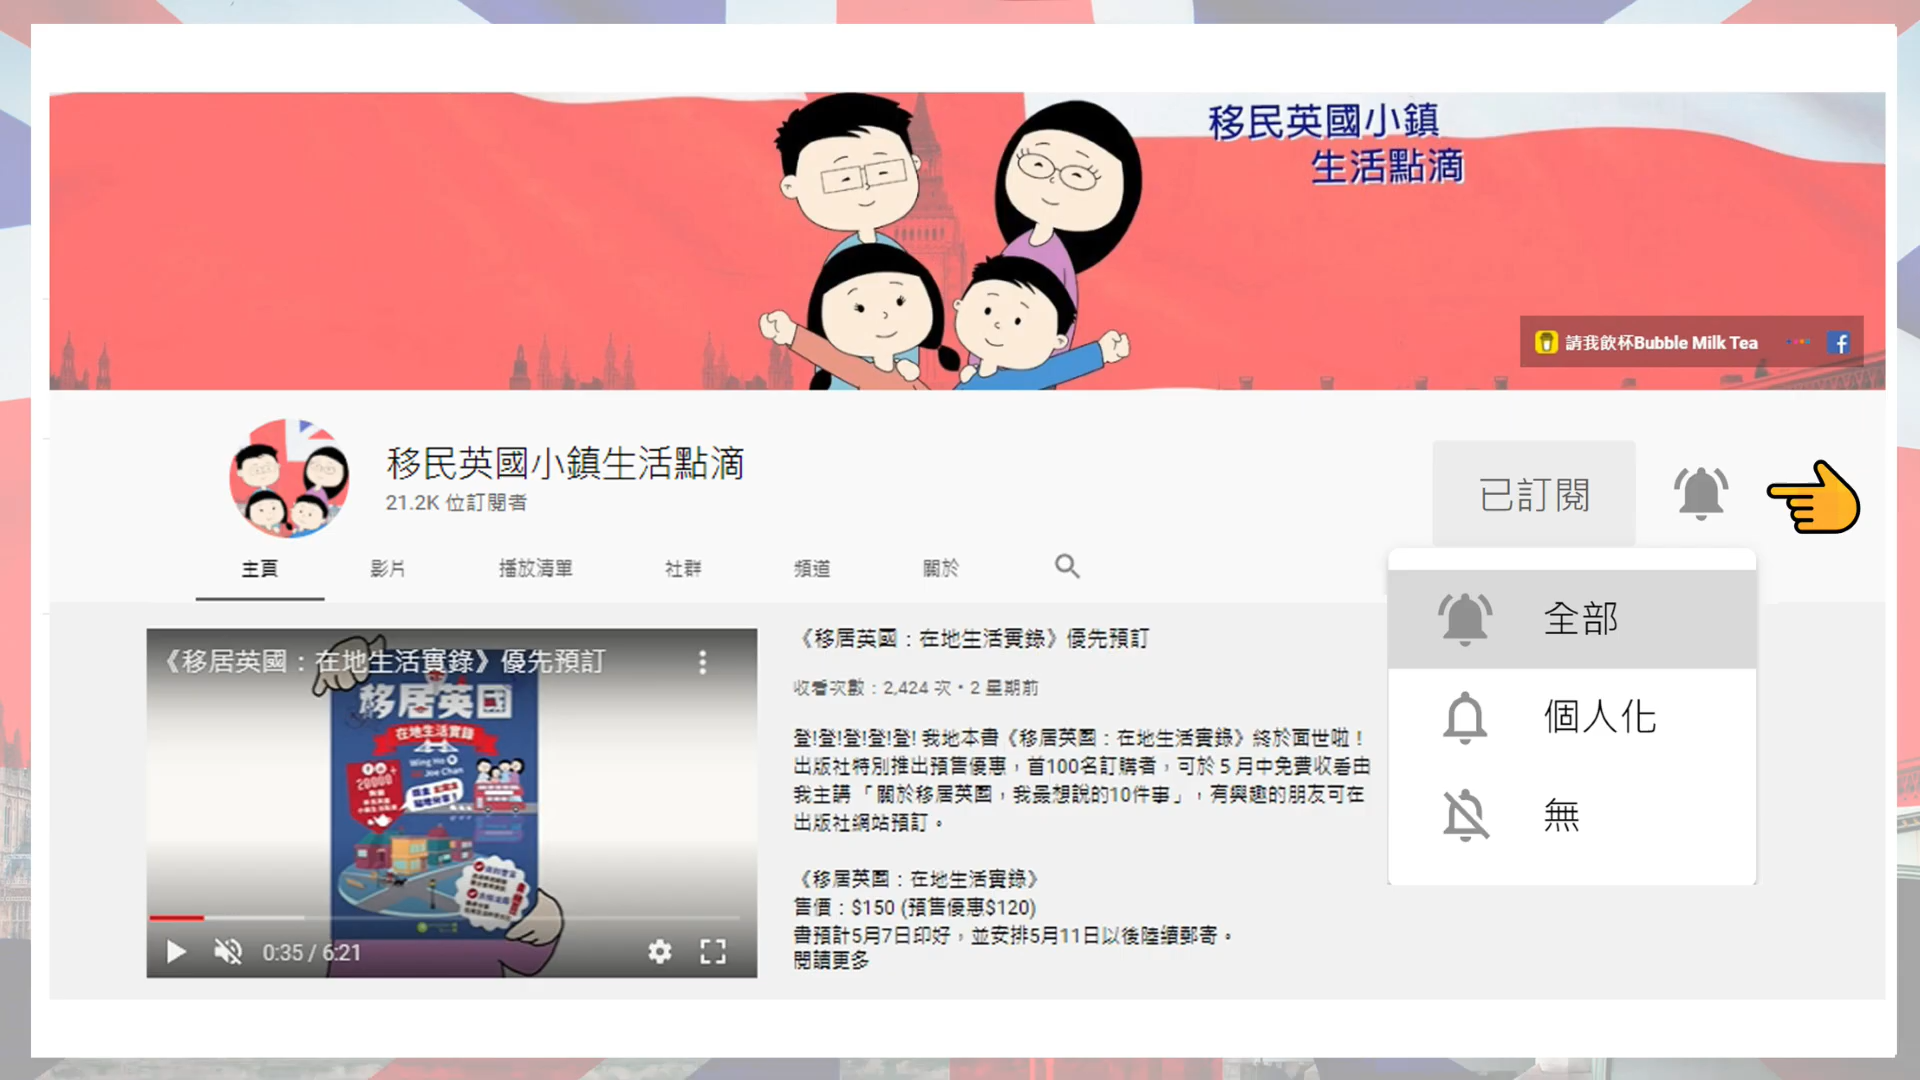 移民英國小鎮
生活點滴
請我飲杯Bubble Milk Tea
移民英國小鎮生活點滴
21.2K 位訂閱者
已訂閱
主頁
影片
播放清單
社群
頻道
關於
全部
個人化
無
《移居英國：在地生活實錄》優先預訂
移居英國
在地生活實錄
Wing Ho
Joe Chan
20000+
0:35 / 6:21
《移居英國：在地生活實錄》優先預訂
收看次數：2,424 次・2 星期前
登!登!登!登!登! 我地本書《移居英國：在地生活實錄》終於面世啦！
出版社特別推出預售優惠，首100名訂購者，可於 5 月中免費收看由
我主講 「關於移居英國，我最想說的10件事」，有興趣的朋友可在
出版社網站預訂。
《移居英國：在地生活實錄》
售價：$150 (預售優惠$120)
書預計5月7日印好，並安排5月11日以後陸續郵寄。
閱讀更多